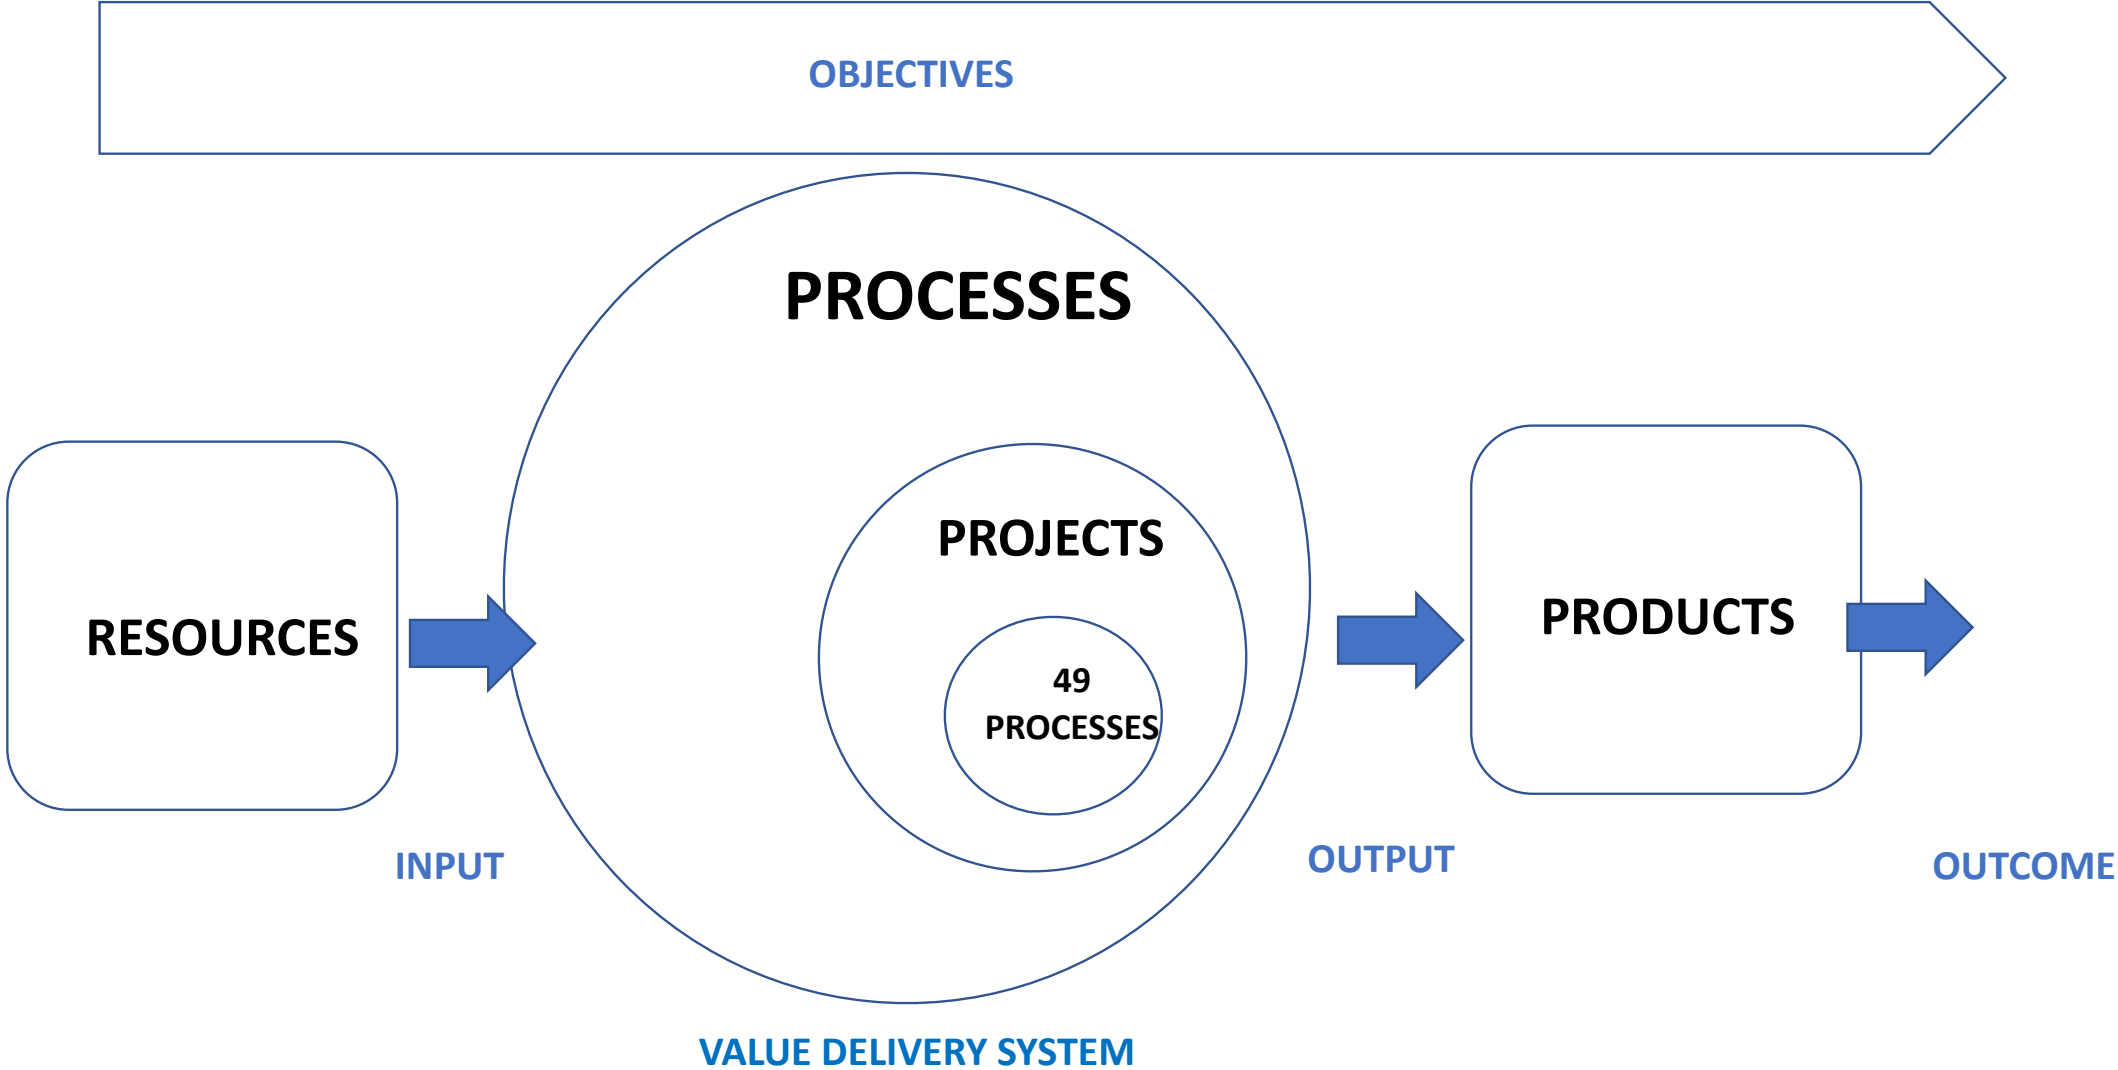 OBJECTIVES
PROCESSES
PROJECTS
RESOURCES
PRODUCTS
49
PROCESSES
INPUT
OUTPUT
OUTCOME
VALUE DELIVERY SYSTEM